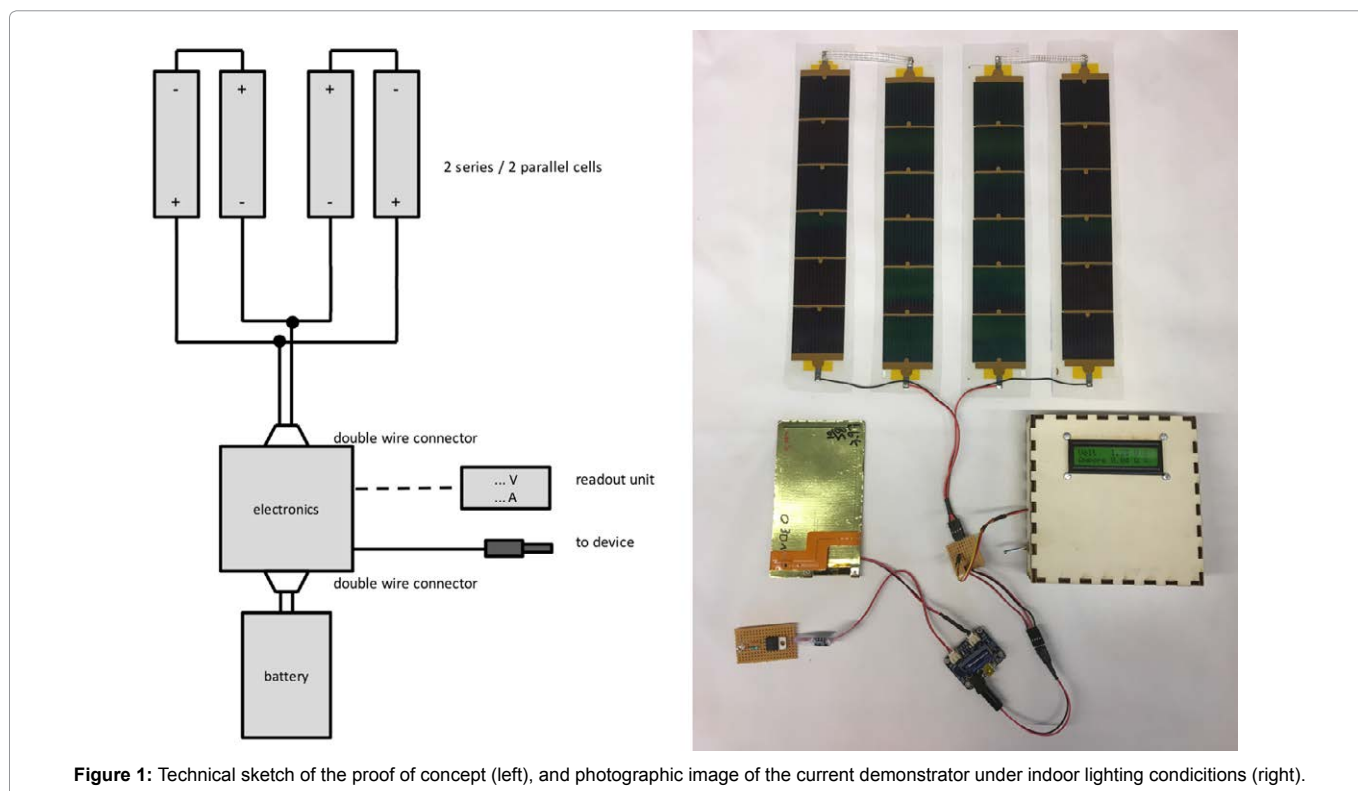 - + + -
2 series / 2 parallel cells
+ - - +
double wire connector
... V
readout unit
... A
electronics
to device
double wire connector
battery
Volt
Ampere
Figure 1: Technical sketch of the proof of concept (left), and photographic image of the current demonstrator under indoor lighting condicitions (right).